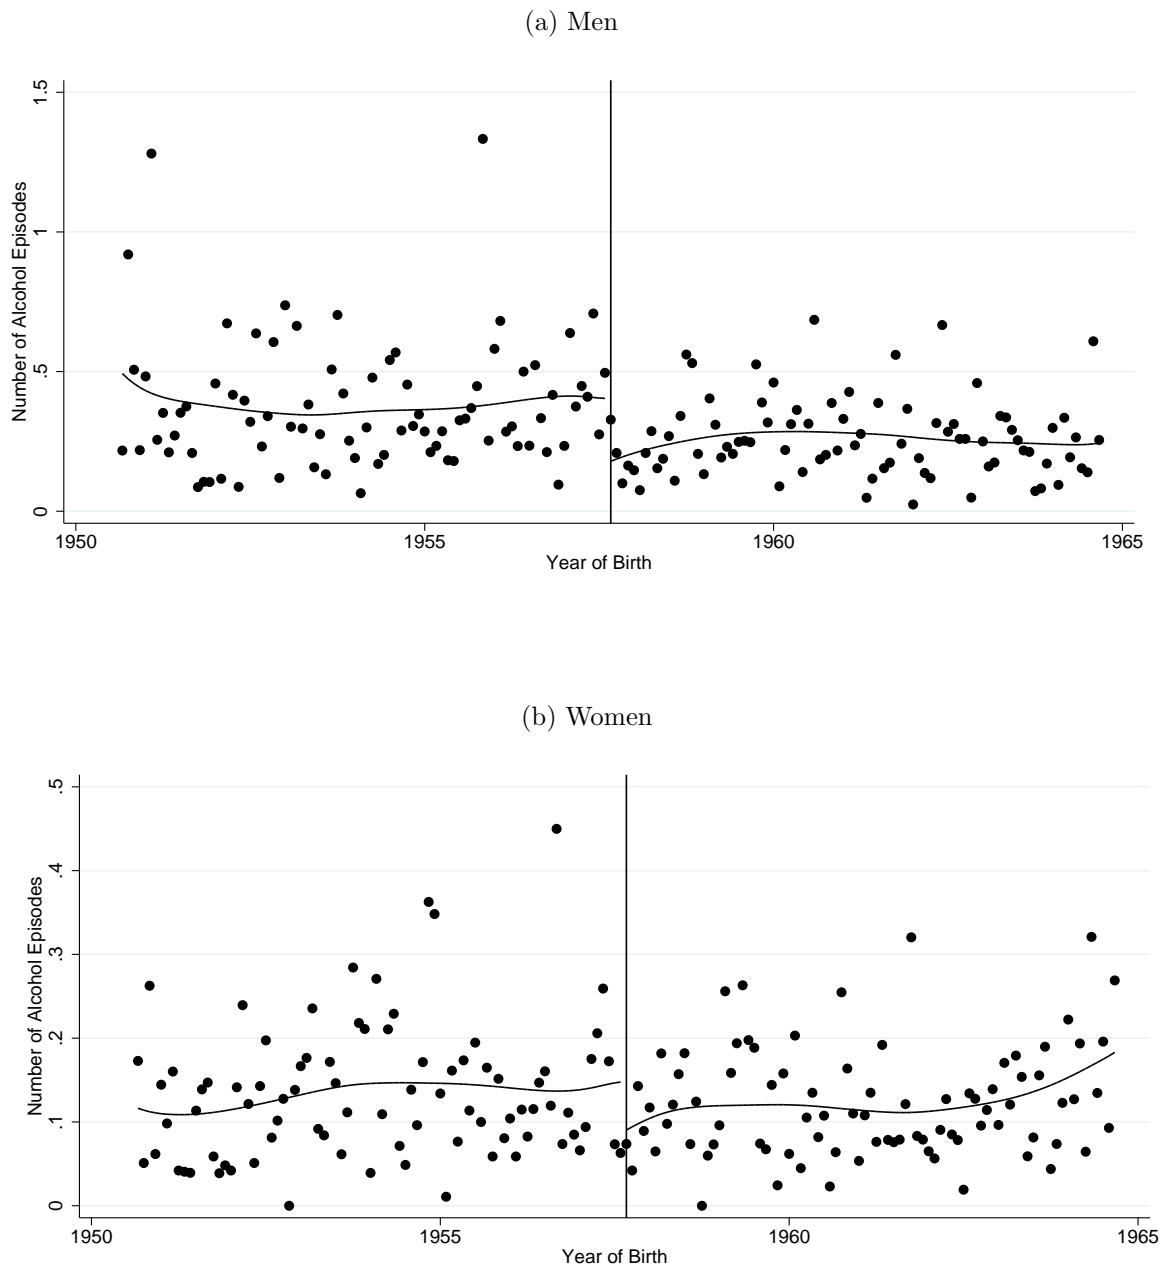 (a) Men
1.5
1
.5
0
Number of Alcohol Episodes
1950 1955 1960 1965
Year of Birth
(b) Women
.5
.4
.3
.2
.1
0
Number of Alcohol Episodes
1950 1955 1960 1965
Year of Birth